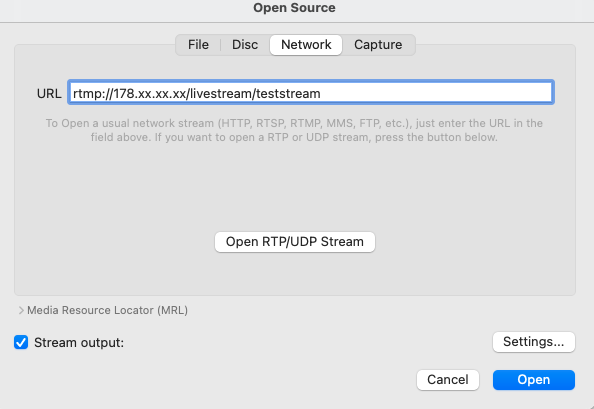 Open Source
File Disc Network Capture
URL rtmp://178.xx.xx.xx/livestream/teststream
To Open a usual network stream (HTTP, RTSP, RTMP, MMS, FTP, etc.), just enter the URL in the
field above. If you want to open a RTP or UDP stream, press the button below.
Open RTP/UDP Stream
Media Resource Locator (MRL)
Stream output: Settings...
Cancel Open